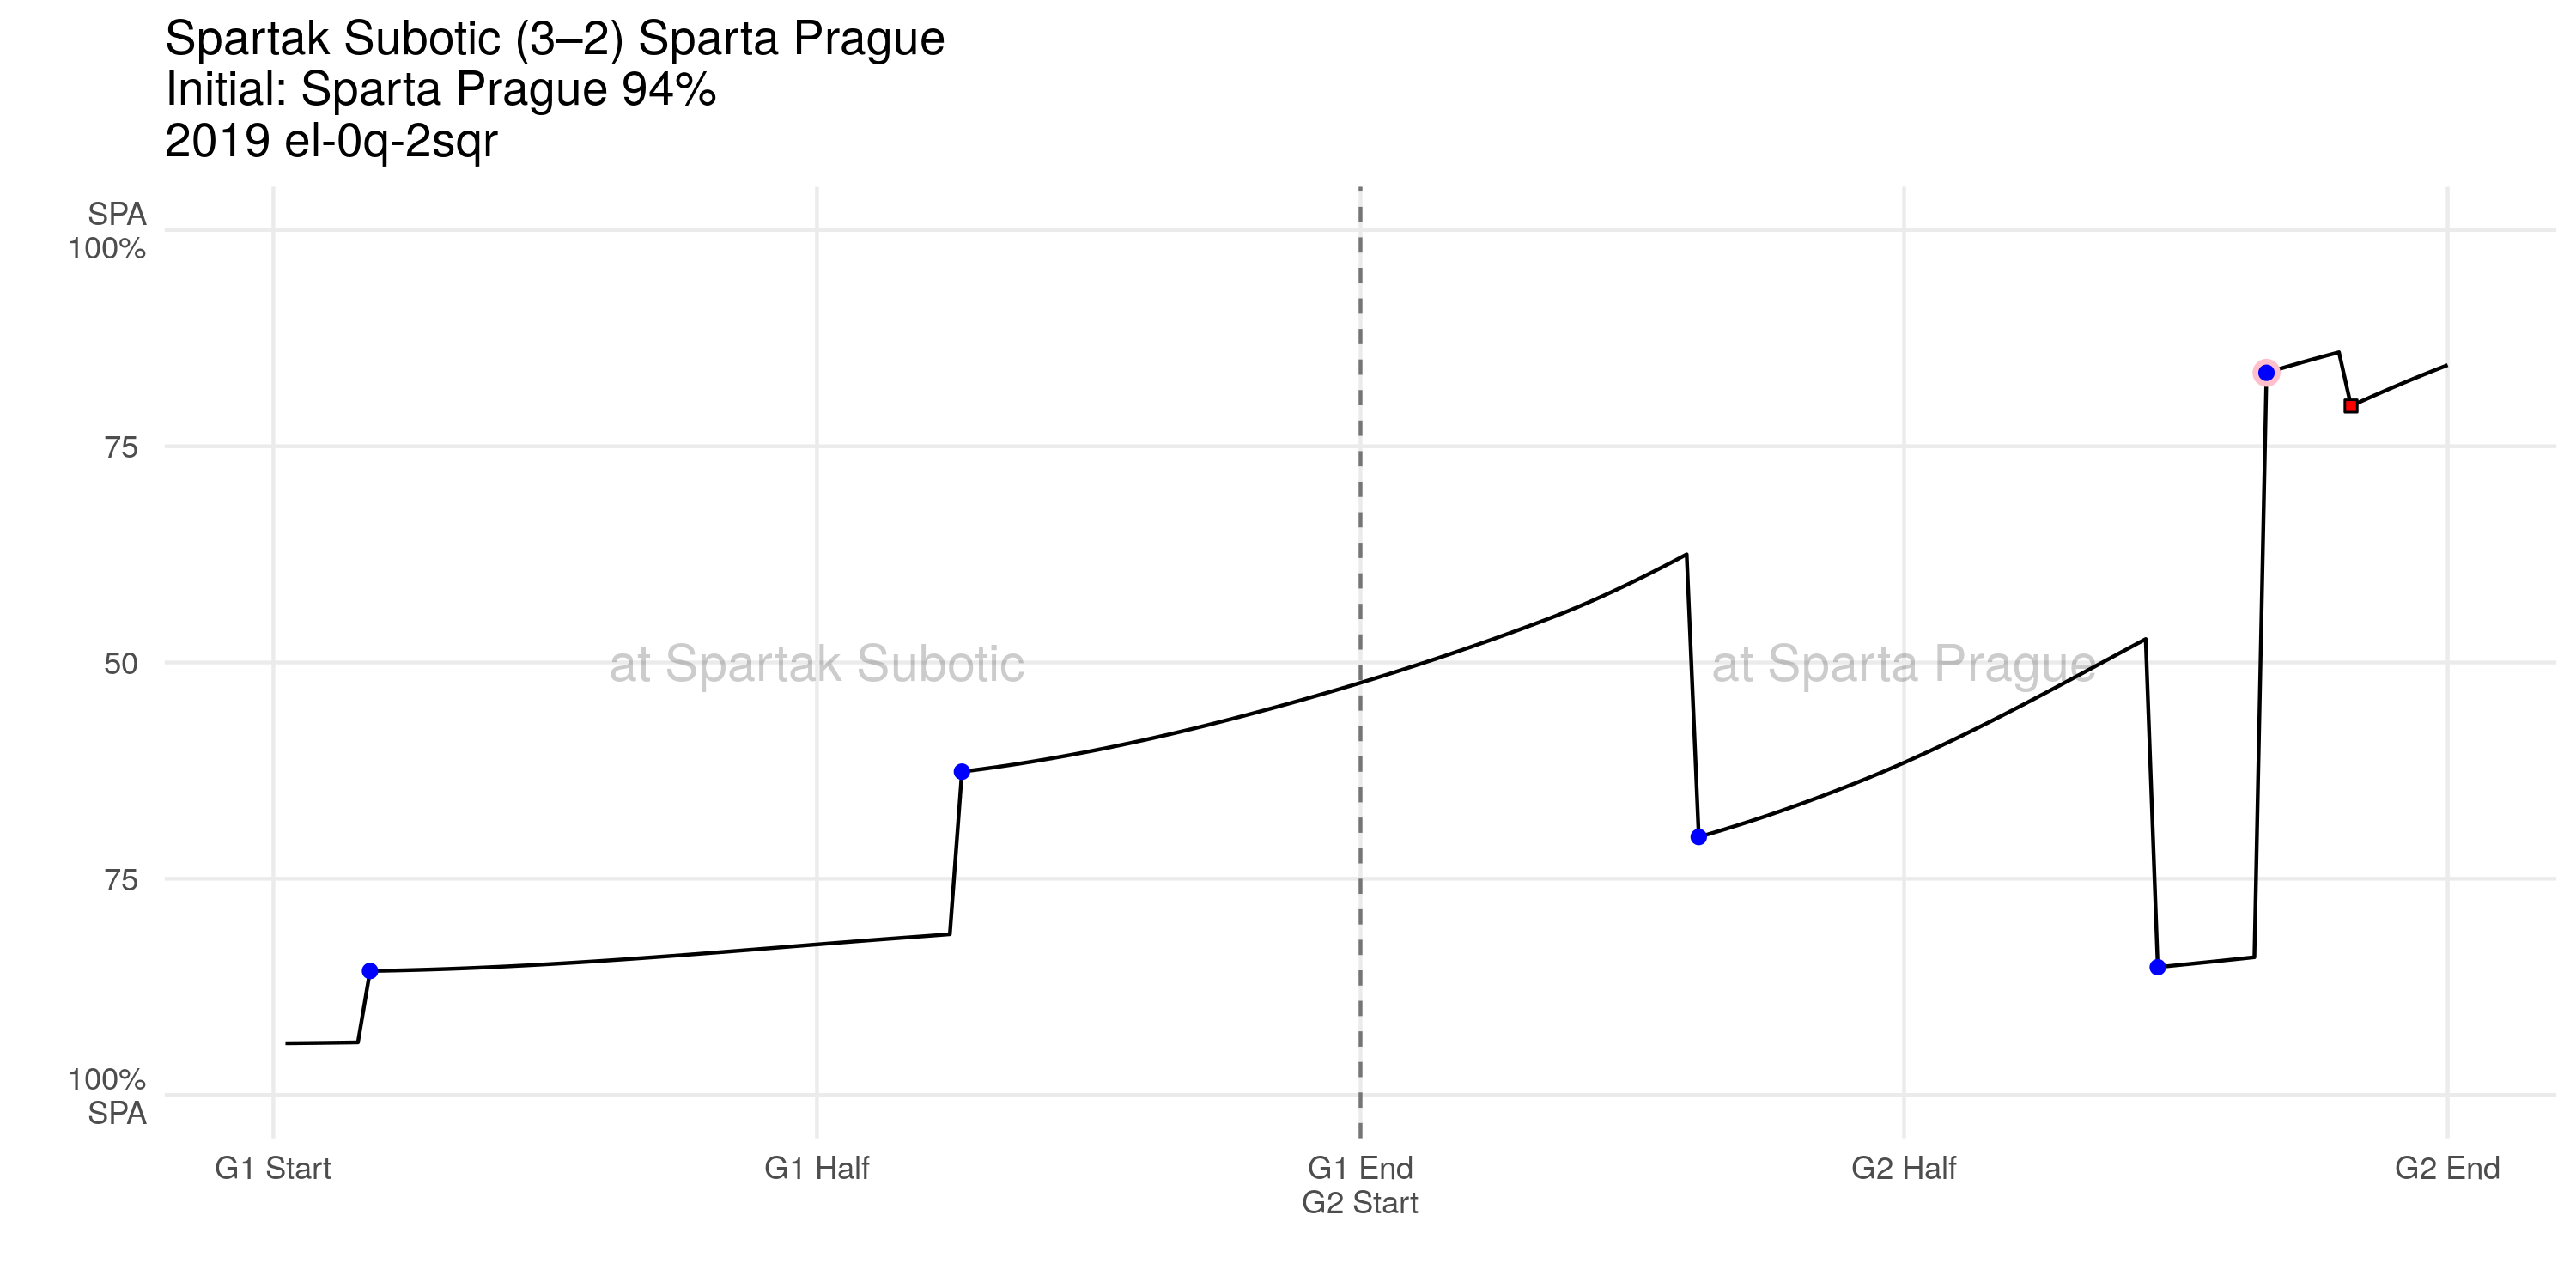 Spartak Subotic (3–2) Sparta Prague
Initial: Sparta Prague 94%
2019 el-0q-2sqr
SPA
100%
75
50
75
100%
SPA
at Spartak Subotic
at Sparta Prague
G1 Start
G1 Half
G1 End
G2 Start
G2 Half
G2 End